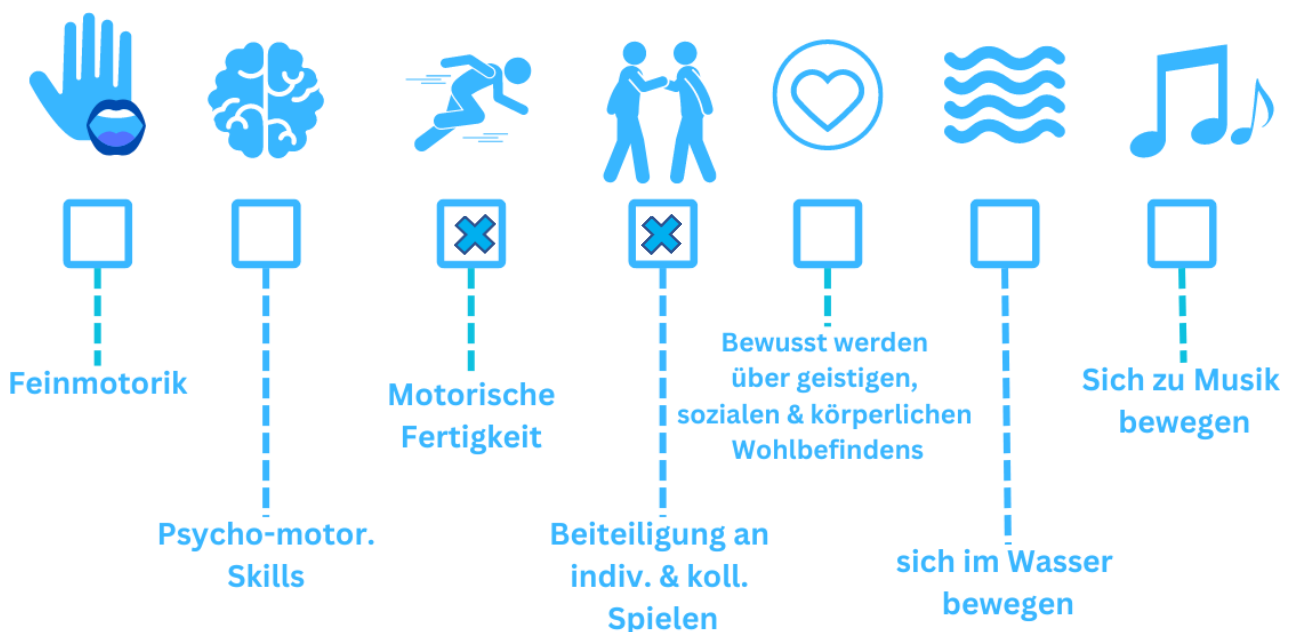 Feinmotorik
Psycho-motor.
Skills
Motorische
Fertigkeit
Beiteiligung an
indiv. & koll.
Spielen
Bewusst werden
über geistigen,
sozialen & körperlichen
Wohlbefindens
sich im Wasser
bewegen
Sich zu Musik
bewegen